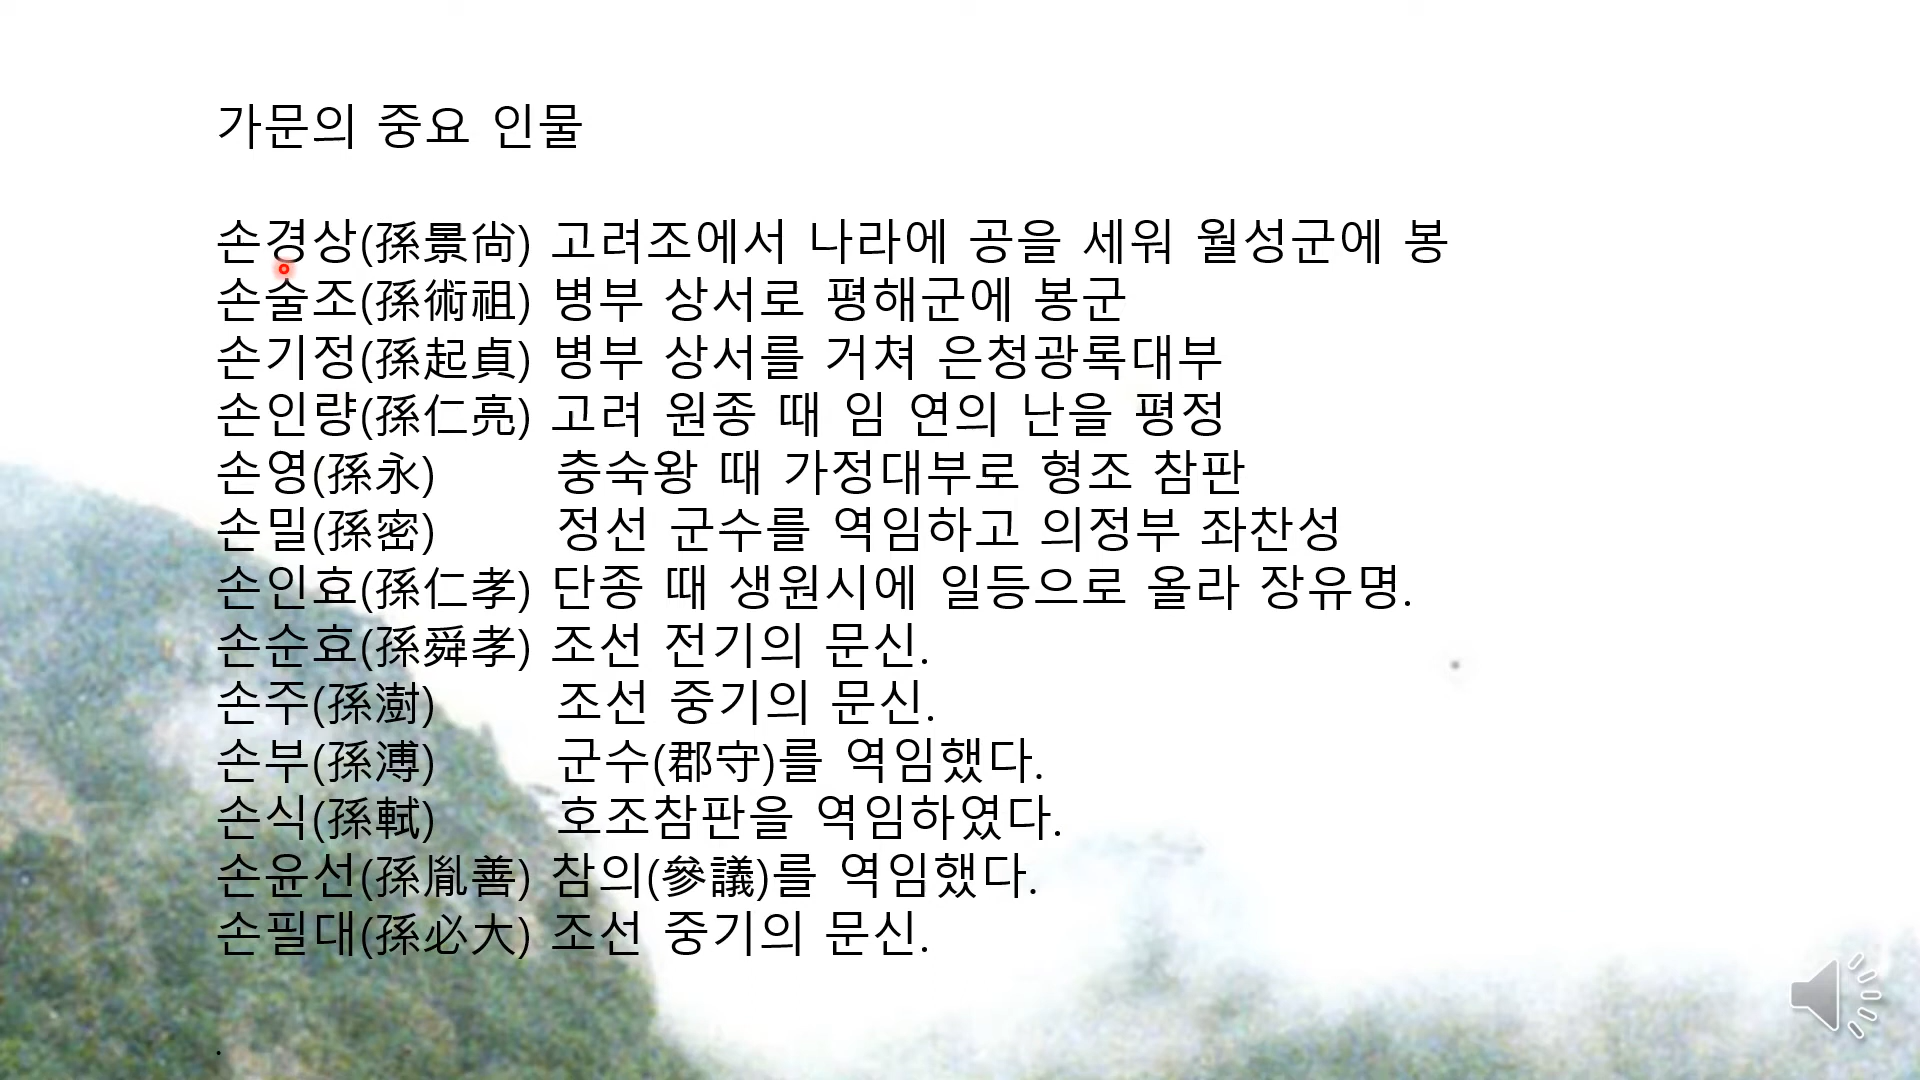 가문의 중요 인물
손경상(孫景尙) 고려조에서 나라에 공을 세워 월성군에 봉
손술조(孫術祖) 병부 상서로 평해군에 봉군
손기정(孫起貞) 병부 상서를 거쳐 은청광록대부
손인량(孫仁亮) 고려 원종 때 임 연의 난을 평정
손영(孫永) 충숙왕 때 가정대부로 형조 참판
손밀(孫密) 정선 군수를 역임하고 의정부 좌찬성
손인효(孫仁孝) 단종 때 생원시에 일등으로 올라 장유명.
손순효(孫舜孝) 조선 전기의 문신.
손주(孫澍) 조선 중기의 문신.
손부(孫溥) 군수(郡守)를 역임했다.
손식(孫軾) 호조참판을 역임하였다.
손윤선(孫胤善) 참의(參議)를 역임했다.
손필대(孫必大) 조선 중기의 문신.
.